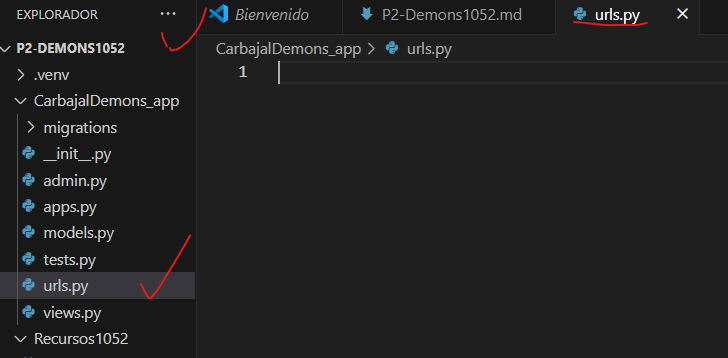 EXPLORADOR
P2-DEMONS1052
.venv
CarbajalDemons_app
migrations
__init__.py
admin.py
apps.py
models.py
tests.py
urls.py
views.py
Recursos1052
Bienvenido
P2-Demons1052.md
urls.py
CarbajalDemons_app > urls.py
1